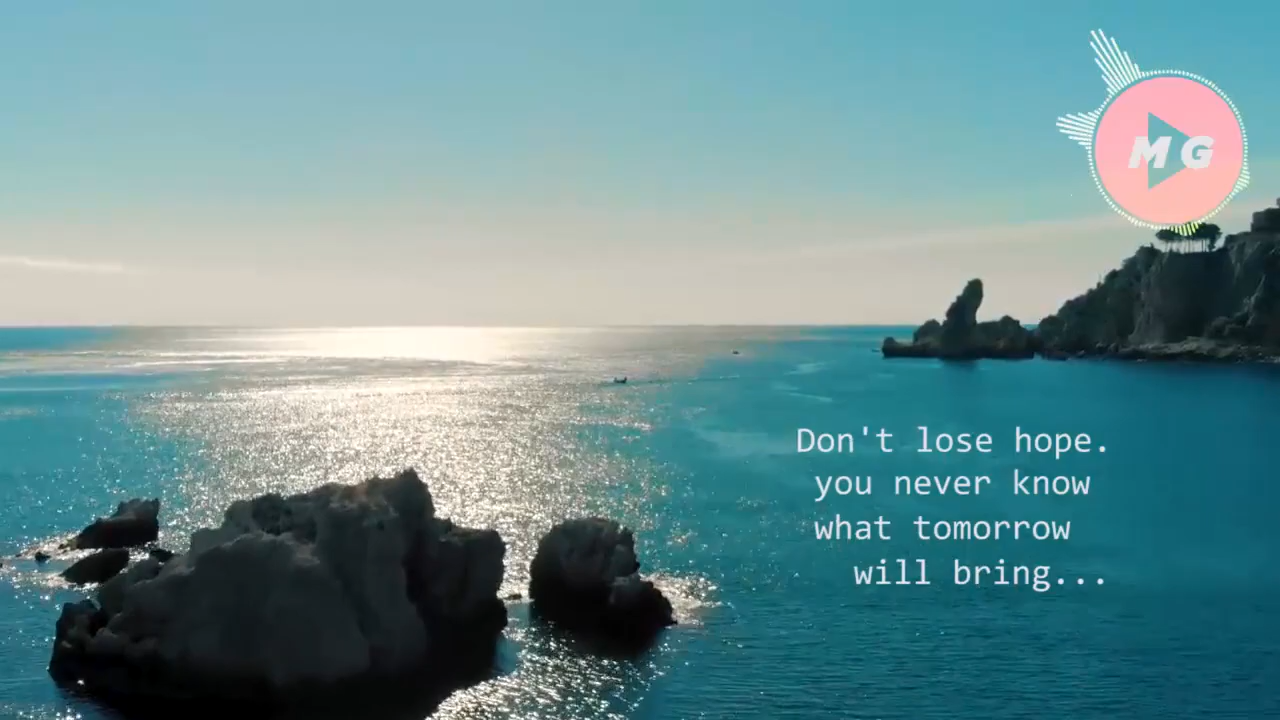 MG
Don't lose hope.
you never know
what tomorrow
will bring...